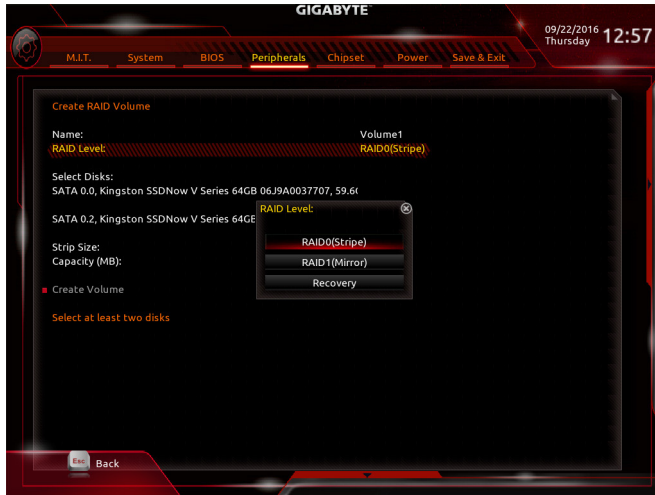 GIGABYTE
09/22/2016 12:57
Thursday
M.I.T. System BIOS Peripherals Chipset Power Save & Exit
Create RAID Volume
Name: Volume1
RAID Level: RAID0(Stripe)
Select Disks:
SATA 0.0, Kingston SSDNow V Series 64GB 06J9A0037707, 59.6(
SATA 0.2, Kingston SSDNow V Series 64GE
RAID Level:
RAID0(Stripe)
RAID1(Mirror)
Recovery
Strip Size:
Capacity (MB):
Create Volume
Select at least two disks
Esc Back